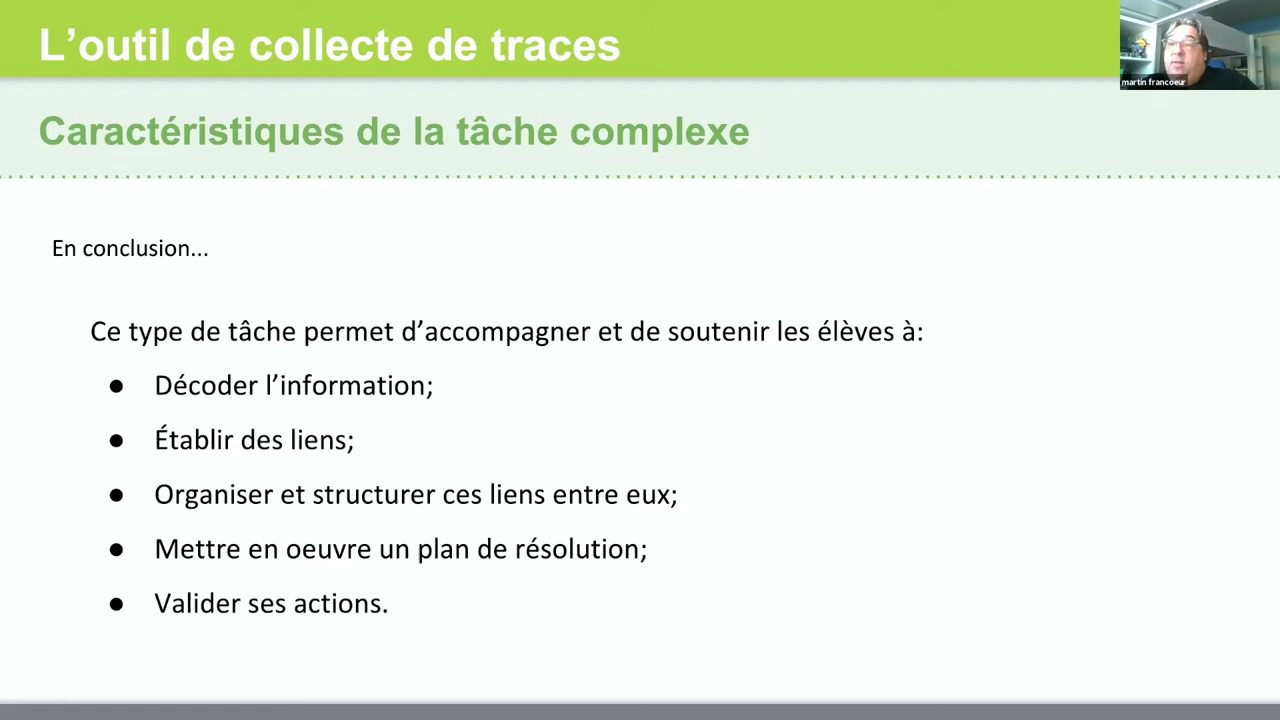 L’outil de collecte de traces
martin francoeur
Caractéristiques de la tâche complexe
En conclusion...
Ce type de tâche permet d’accompagner et de soutenir les élèves à:
● Décoder l’information;
● Établir des liens;
● Organiser et structurer ces liens entre eux;
● Mettre en oeuvre un plan de résolution;
● Valider ses actions.